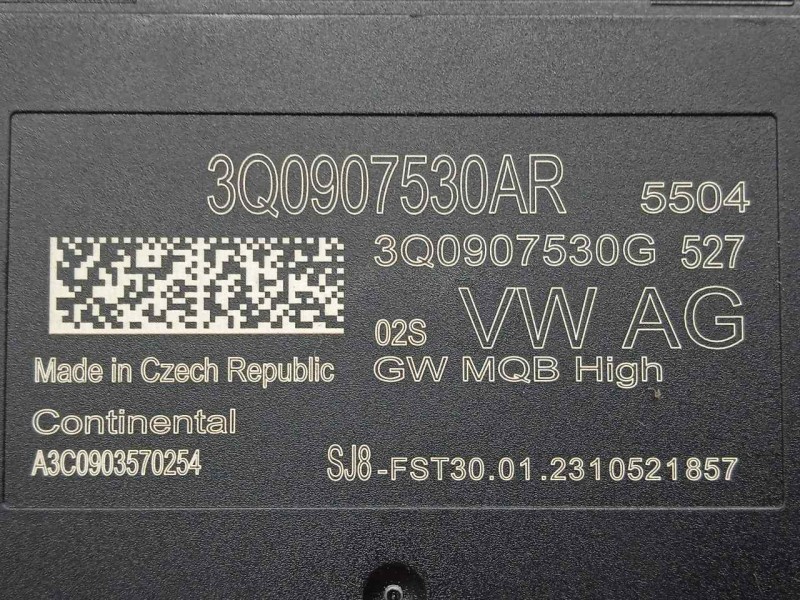 3Q0907530AR 5504
3Q0907530G 527
02S VW AG
Made in Czech Republic GW MQB High
Continental
A3C0903570254 SJ8-FST30.01.2310521857